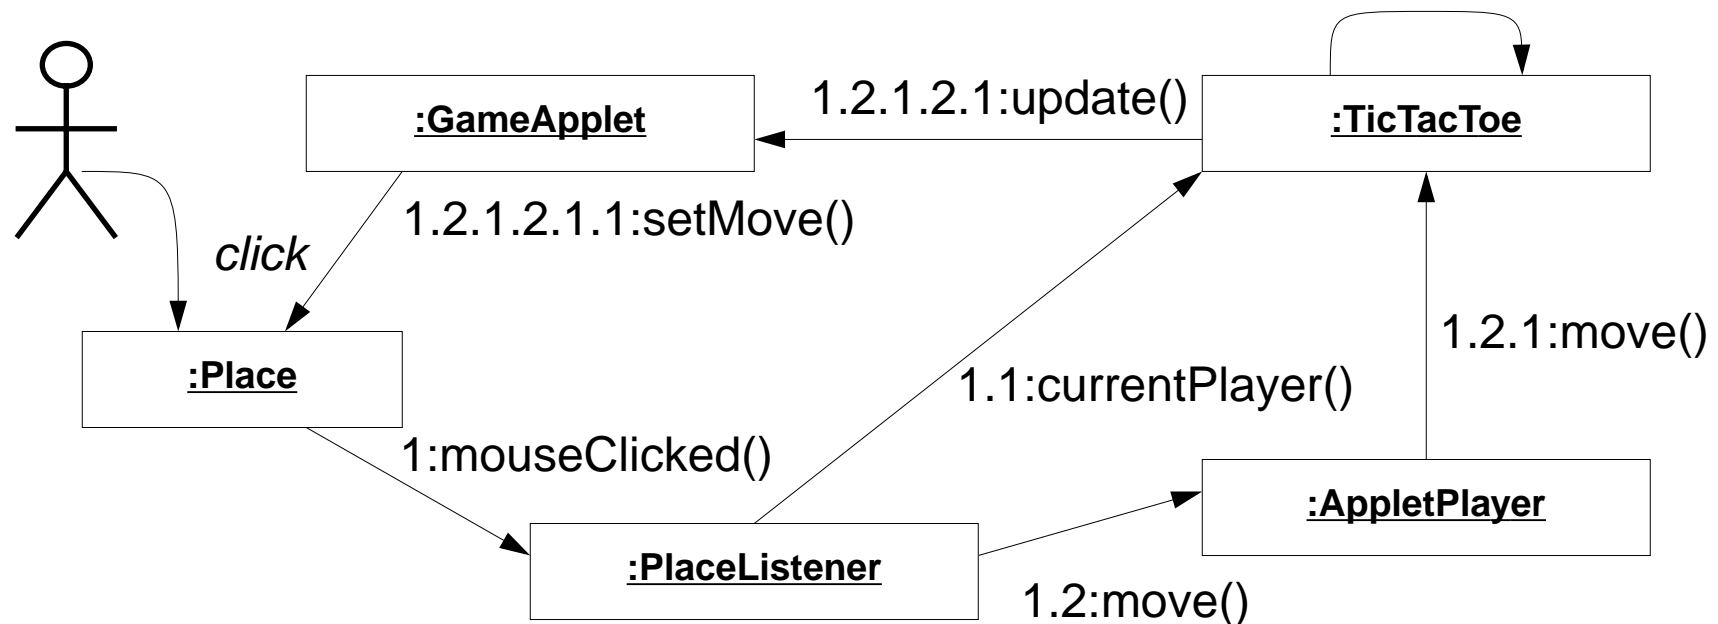 1.2.1.2.1:update()
:GameApplet
:TicTacToe
1.2.1.2.1.1:setMove()
click
1.2.1:move()
:Place
1.1:currentPlayer()
1:mouseClicked()
:AppletPlayer
:PlaceListener
1.2:move()